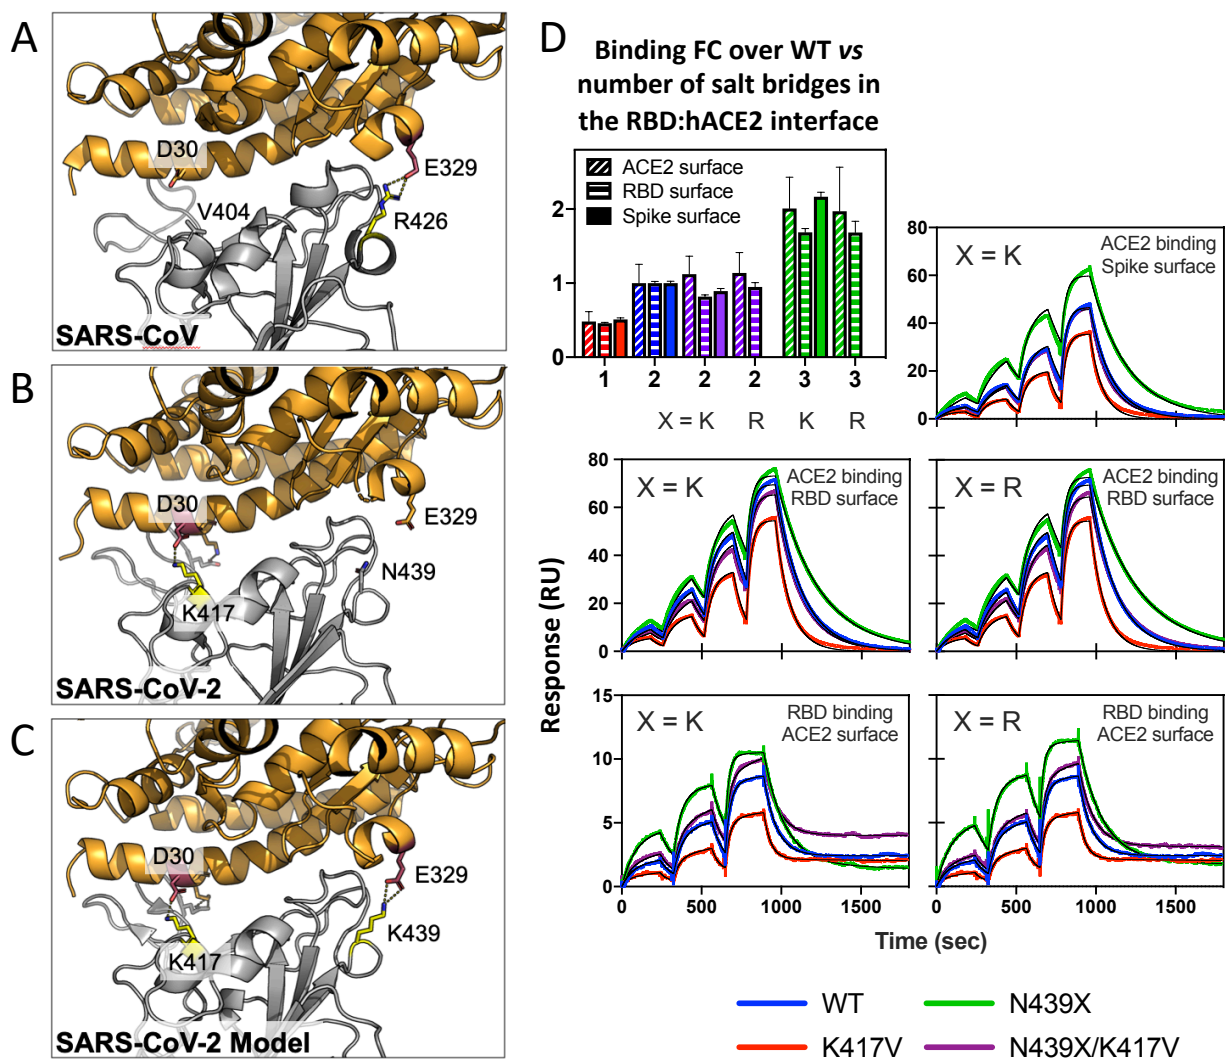 A
D30
E329
V404
R426
SARS-CoV
B
D30
E329
N439
K417
SARS-CoV-2
C
D30
E329
K439
K417
SARS-CoV-2 Model
D
Binding FC over WT vs
number of salt bridges in
the RBD:hACE2 interface
ACE2 surface
RBD surface
Spike surface
2
1
0
1 2 2 2 3 3
X = K R K R
X = K
ACE2 binding
Spike surface
80
60
40
20
0
X = K
ACE2 binding
RBD surface
80
60
40
20
0
X = R
ACE2 binding
RBD surface
X = K
RBD binding
ACE2 surface
15
10
5
0
0 500 1000 1500
X = R
RBD binding
ACE2 surface
0 500 1000 1500
Response (RU)
Time (sec)
WT
N439X
K417V
N439X/K417V